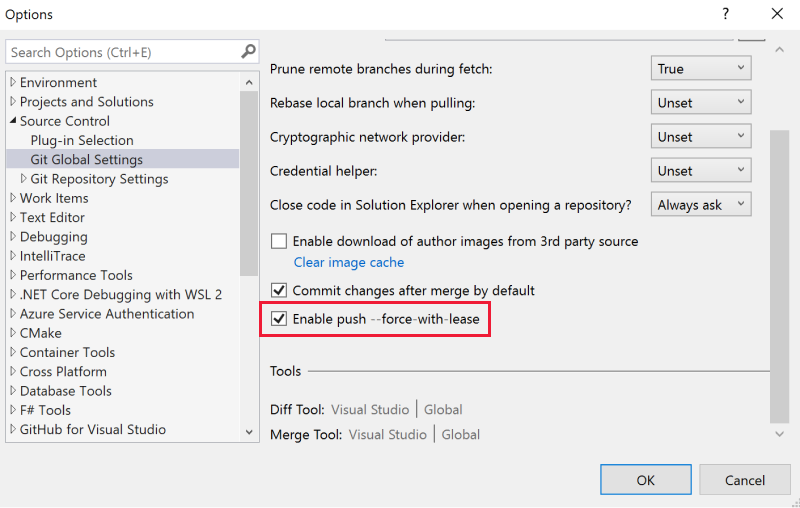 Options
Search Options (Ctrl+E)
Environment
Projects and Solutions
Source Control
Plug-in Selection
Git Global Settings
Git Repository Settings
Work Items
Text Editor
Debugging
IntelliTrace
Performance Tools
.NET Core Debugging with WSL 2
Azure Service Authentication
CMake
Container Tools
Cross Platform
Database Tools
F# Tools
GitHub for Visual Studio
Prune remote branches during fetch: True
Rebase local branch when pulling: Unset
Cryptographic network provider: Unset
Credential helper: Unset
Close code in Solution Explorer when opening a repository? Always ask
Enable download of author images from 3rd party source
Clear image cache
Commit changes after merge by default
Enable push --force-with-lease
Tools
Diff Tool: Visual Studio | Global
Merge Tool: Visual Studio | Global
OK Cancel